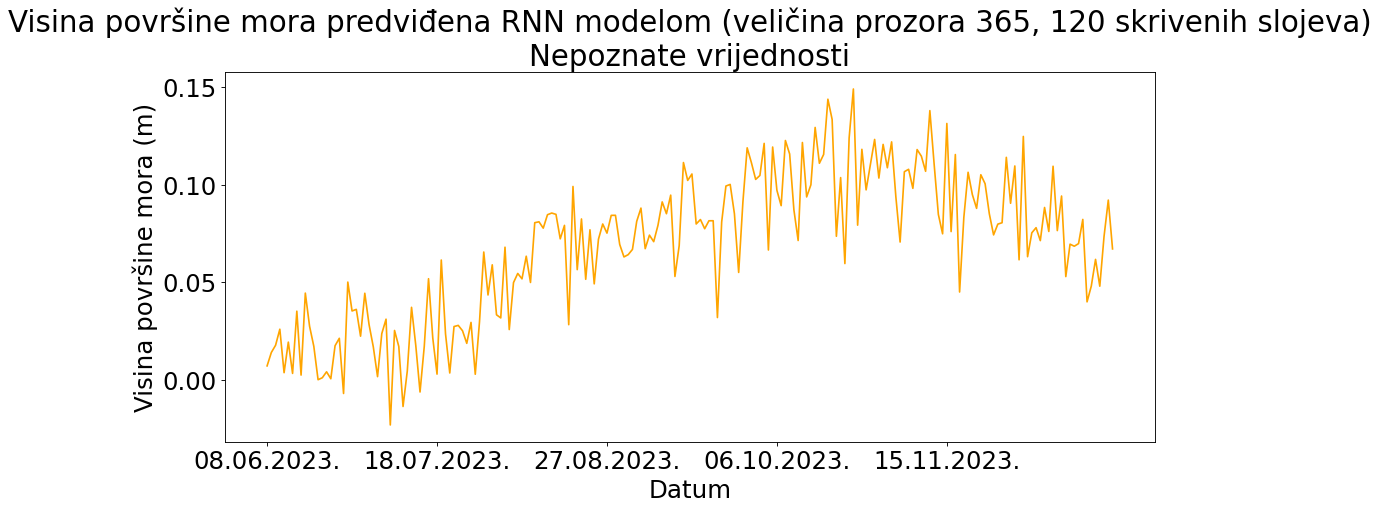 Visina površine mora predviđena RNN modelom (veličina prozora 365, 120 skrivenih slojeva)
Nepoznate vrijednosti
Visina površine mora (m)
0.15
0.10
0.05
0.00
08.06.2023. 18.07.2023. 27.08.2023. 06.10.2023. 15.11.2023.
Datum